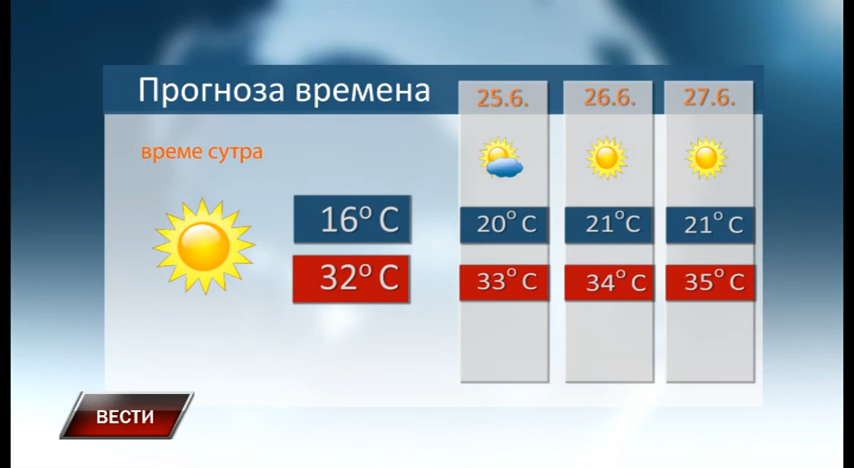 Прогноза времена
време сутра
16° C
32° C
25.6.
20° C
33° C
26.6.
21°C
34° C
27.6.
21° C
35° C
ВЕСТИ